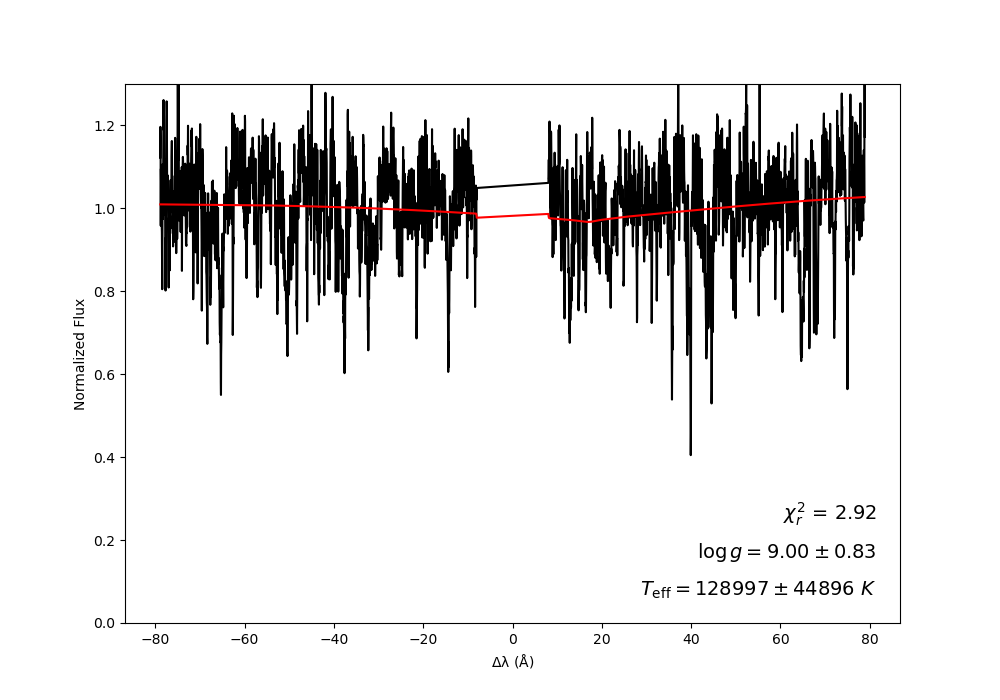 1.2
1.0
0.8
0.6
0.4
0.2
0.0
Normalized Flux
χ²ᵣ = 2.92
log g = 9.00 ± 0.83
T_eff = 128997 ± 44896 K
−80 −60 −40 −20 0 20 40 60 80
Δλ (Å)